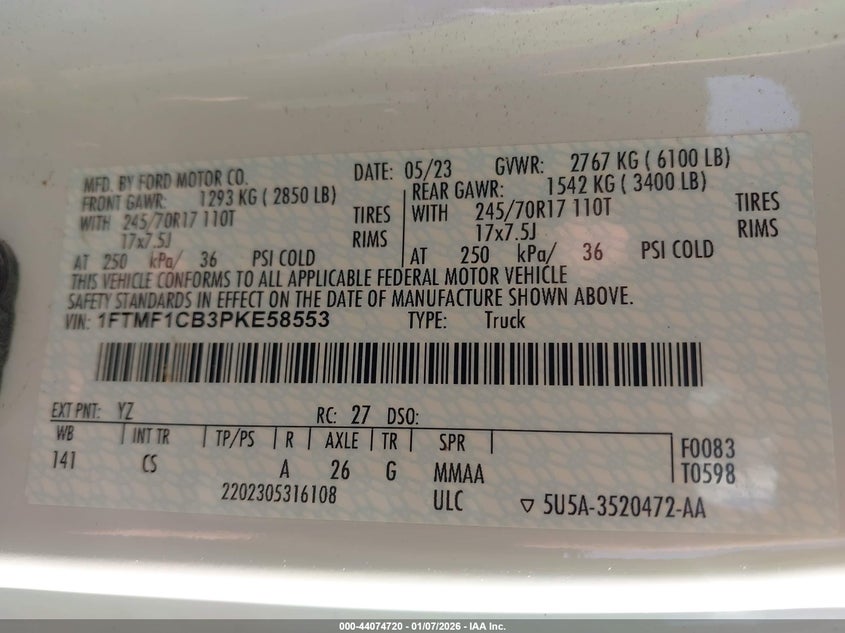 MFD. BY FORD MOTOR CO. DATE: 05/23 GVWR: 2767 KG ( 6100 LB)
FRONT GAWR: 1293 KG ( 2850 LB) REAR GAWR: 1542 KG ( 3400 LB)
WITH 245/70R17 110T TIRES WITH 245/70R17 110T TIRES
17x7.5J RIMS 17x7.5J RIMS
AT 250 kPa/ 36 PSI COLD AT 250 kPa/ 36 PSI COLD
THIS VEHICLE CONFORMS TO ALL APPLICABLE FEDERAL MOTOR VEHICLE
SAFETY STANDARDS IN EFFECT ON THE DATE OF MANUFACTURE SHOWN ABOVE.
VIN: 1FTMF1CB3PKE58553 TYPE: Truck
EXT PNT: YZ RC: 27 DSO:
WB INT TR TP/PS R AXLE TR SPR F0083
141 CS A 26 G MMAA T0598
2202305316108 ULC ▽ 5U5A-3520472-AA
000-44074720 - 01/07/2026 - IAA Inc.